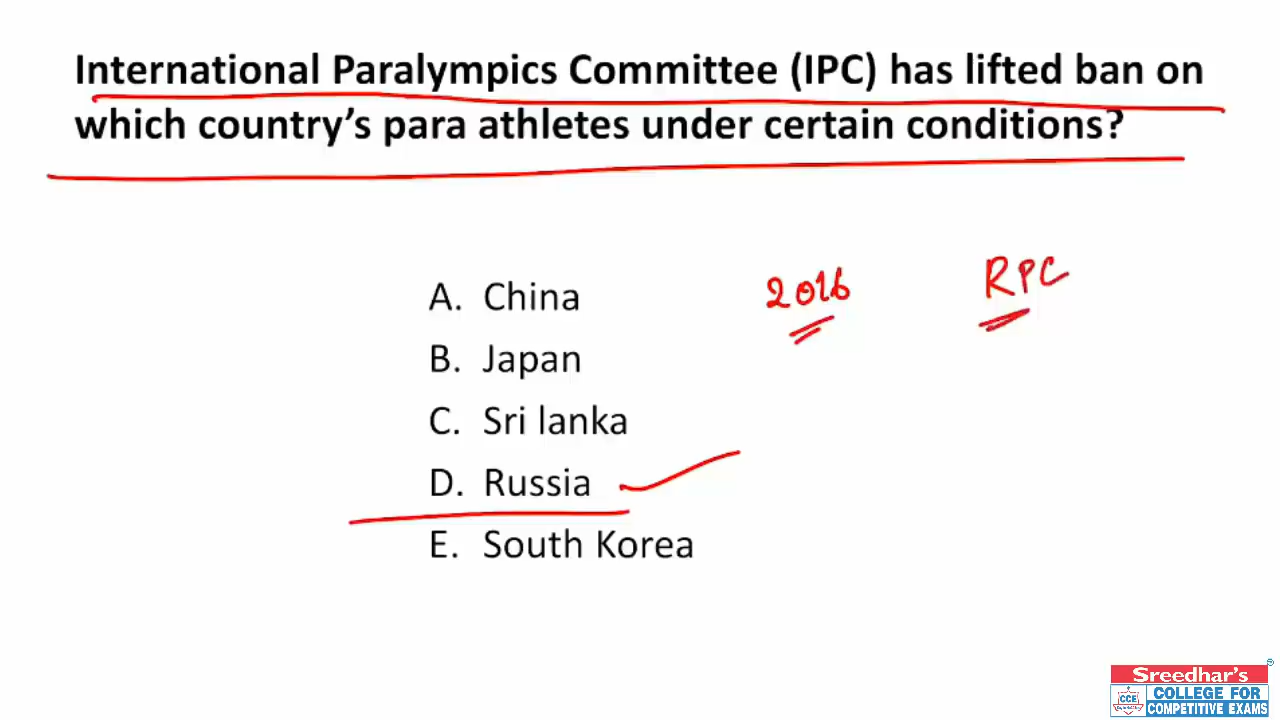 International Paralympics Committee (IPC) has lifted ban on
which country's para athletes under certain conditions?
A. China
2016
RPC
B. Japan
C. Sri lanka
D. Russia
E. South Korea
Sreedhar's
CCE
COLLEGE FOR
COMPETITIVE EXAMS